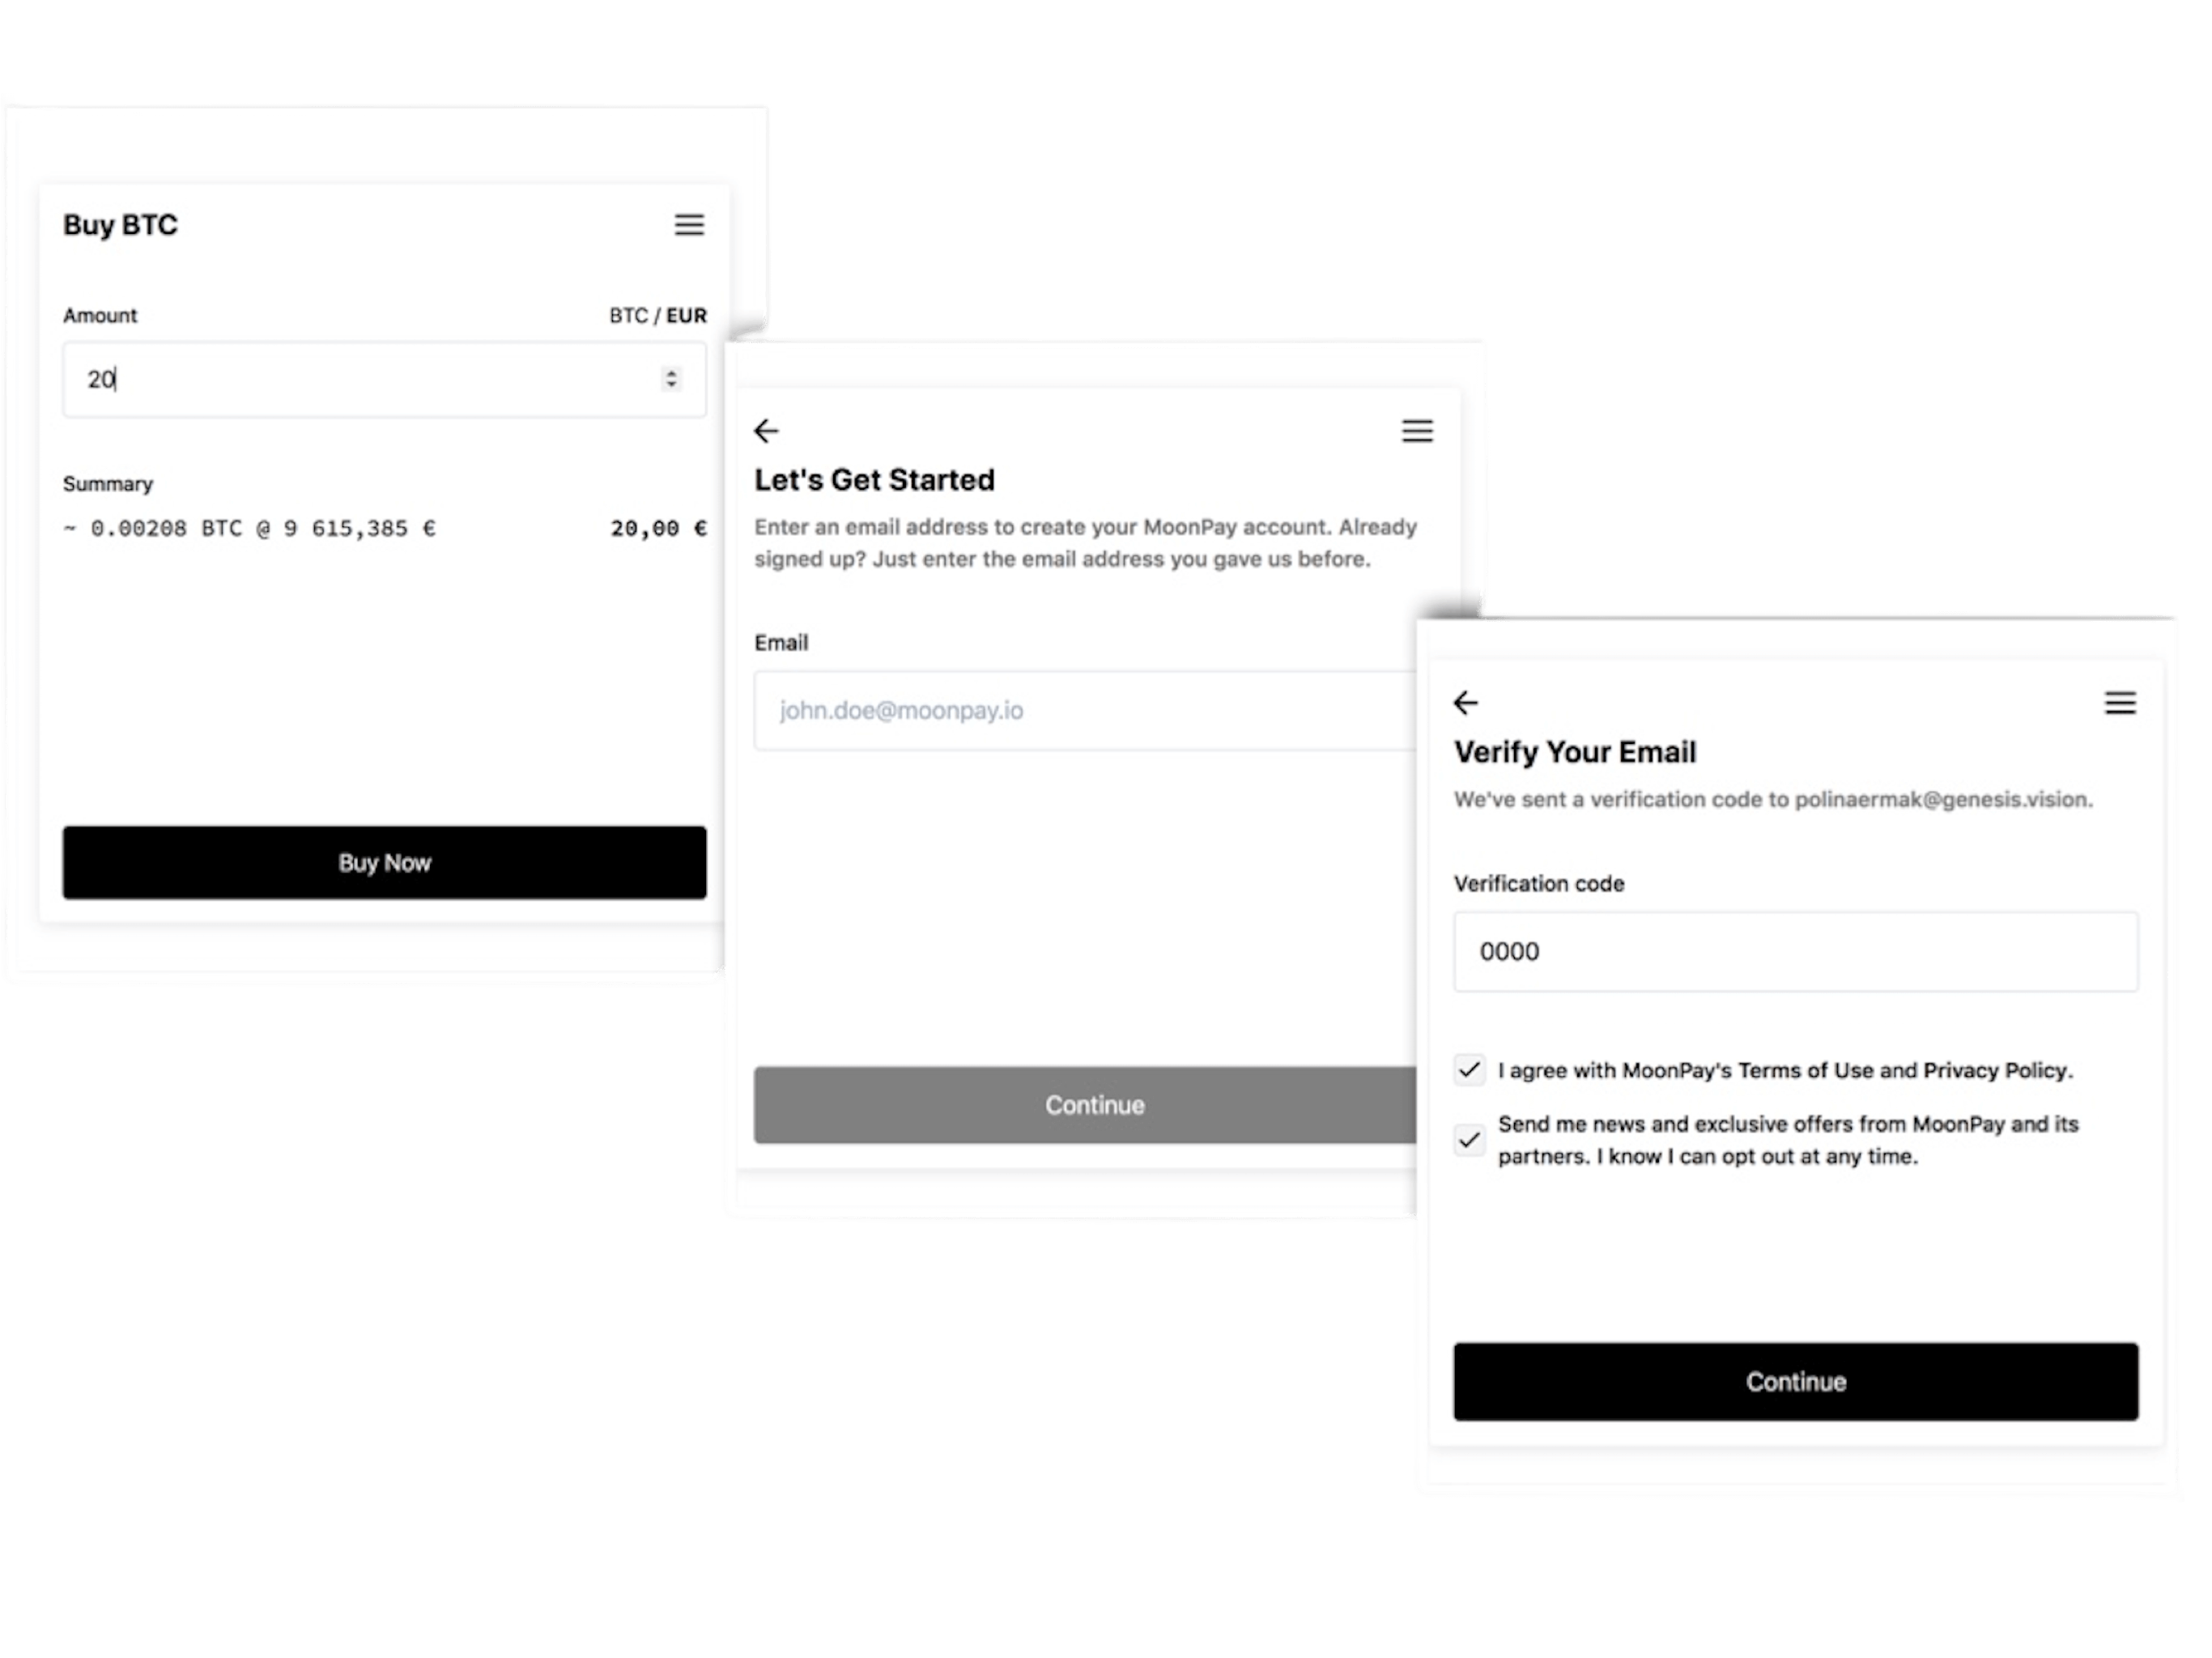 Buy BTC
Amount
BTC / EUR
20
Summary
~ 0.00208 BTC @ 9 615,385 €
20,00 €
Buy Now
Let's Get Started
Enter an email address to create your MoonPay account. Already
signed up? Just enter the email address you gave us before.
Email
john.doe@moonpay.io
Continue
Verify Your Email
We've sent a verification code to polinaermak@genesis.vision.
Verification code
0000
I agree with MoonPay's Terms of Use and Privacy Policy.
Send me news and exclusive offers from MoonPay and its
partners. I know I can opt out at any time.
Continue